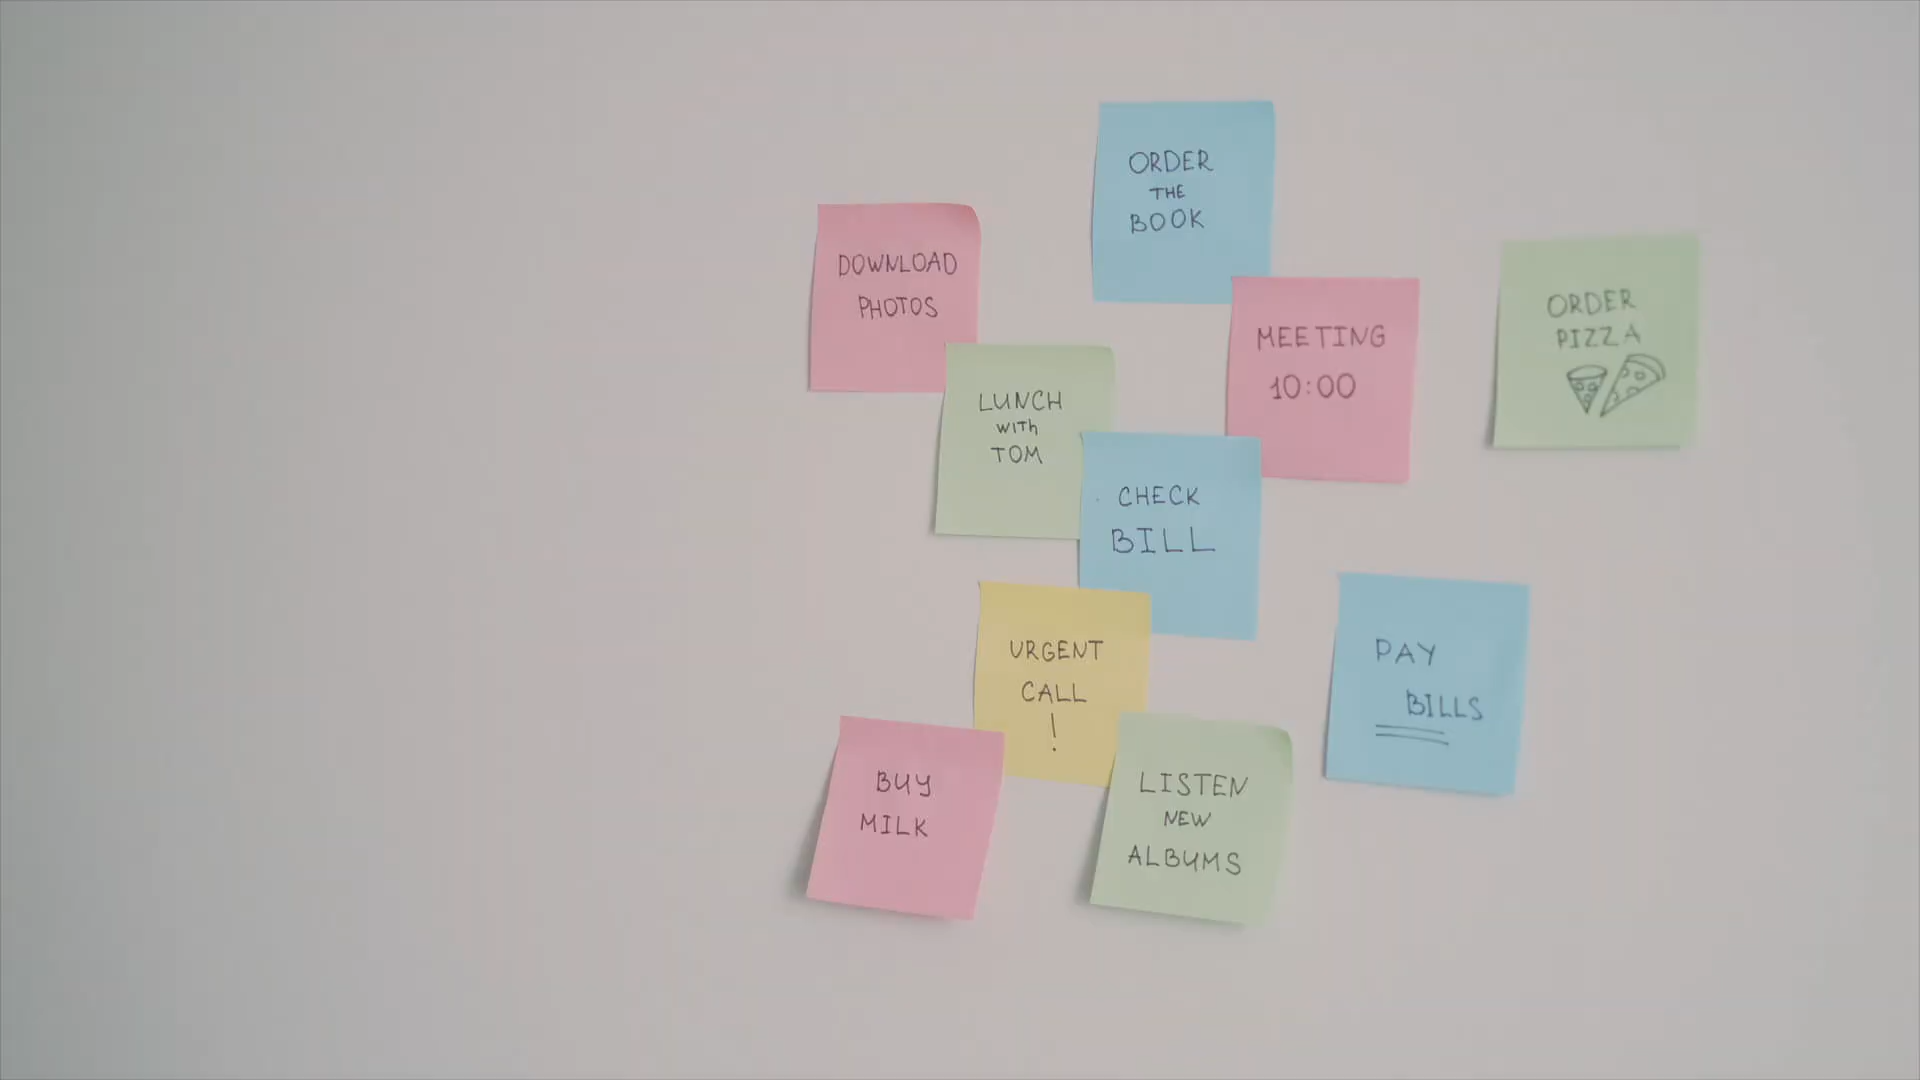 ORDER
THE
BOOK
DOWNLOAD
PHOTOS
MEETING
10:00
ORDER
PIZZA
LUNCH
WITh
TOM
CHECK
BILL
URGENT
CALL
!
PAY
BILLS
BUY
MILK
LISTEN
NEW
ALBUMS